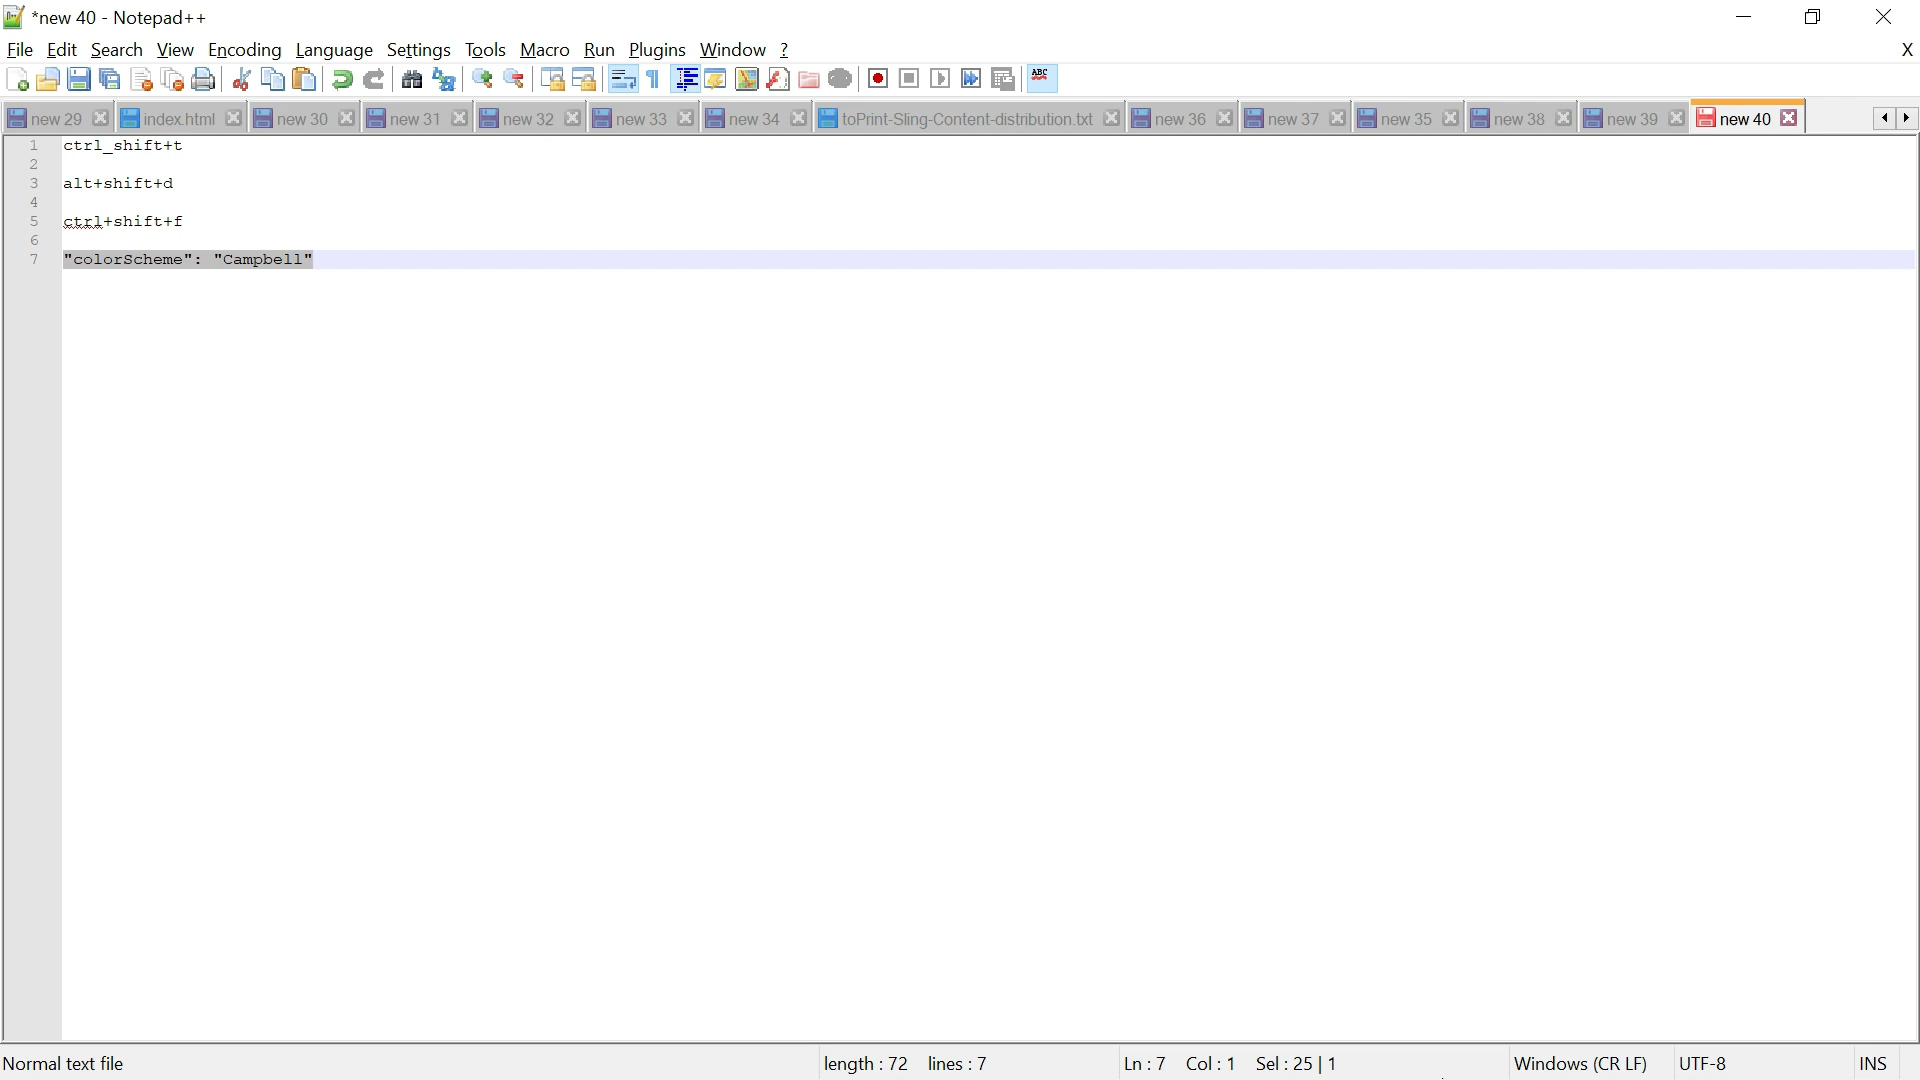 *new 40 - Notepad++
File Edit Search View Encoding Language Settings Tools Macro Run Plugins Window ?
X
ABC
new 29 index.html new 30 new 31 new 32 new 33 new 34 toPrint-Sling-Content-distribution.txt new 36 new 37 new 35 new 38 new 39 new 40
1 ctrl_shift+t
2
3 alt+shift+d
4
5 ctrl+shift+f
6
7 "colorScheme": "Campbell"
Normal text file length : 72 lines : 7 Ln : 7 Col : 1 Sel : 25 | 1 Windows (CR LF) UTF-8 INS